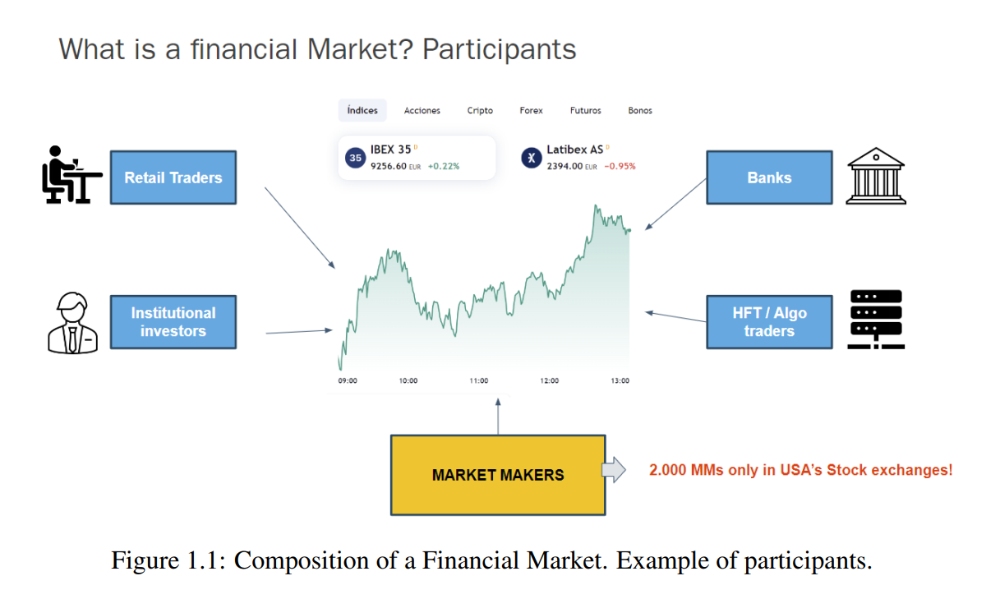 What is a financial Market? Participants
Índices Acciones Cripto Forex Futuros Bonos
35 IBEX 35 D
9256.60 EUR +0.22%
Latibex AS D
2394.00 EUR −0.95%
Retail Traders
Banks
Institutional
investors
HFT / Algo
traders
09:00 10:00 11:00 12:00 13:00
MARKET MAKERS
2.000 MMs only in USA's Stock exchanges!
Figure 1.1: Composition of a Financial Market. Example of participants.